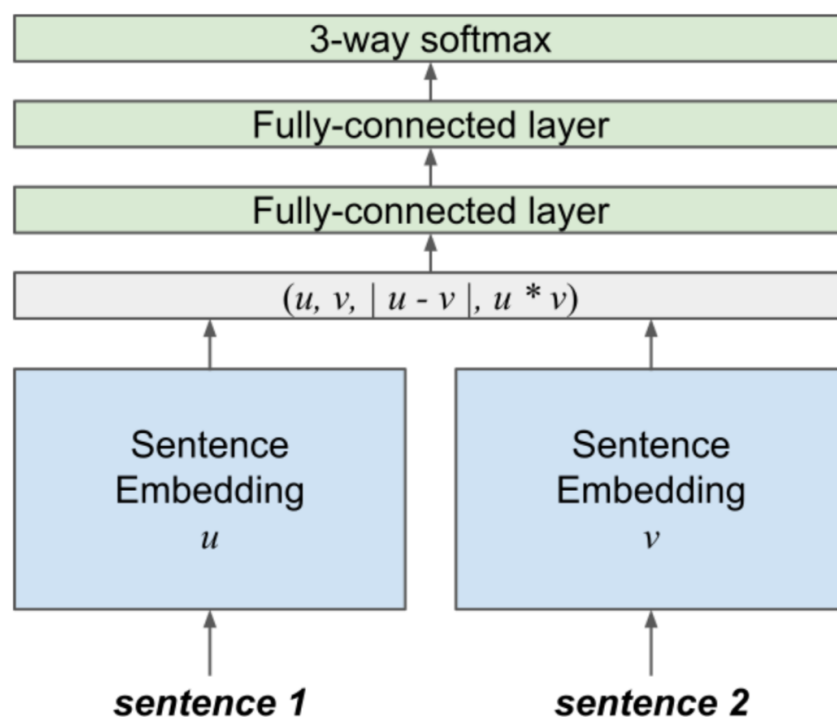 3-way softmax
Fully-connected layer
Fully-connected layer
(u, v, | u - v |, u * v)
Sentence
Embedding
u
Sentence
Embedding
v
sentence 1
sentence 2